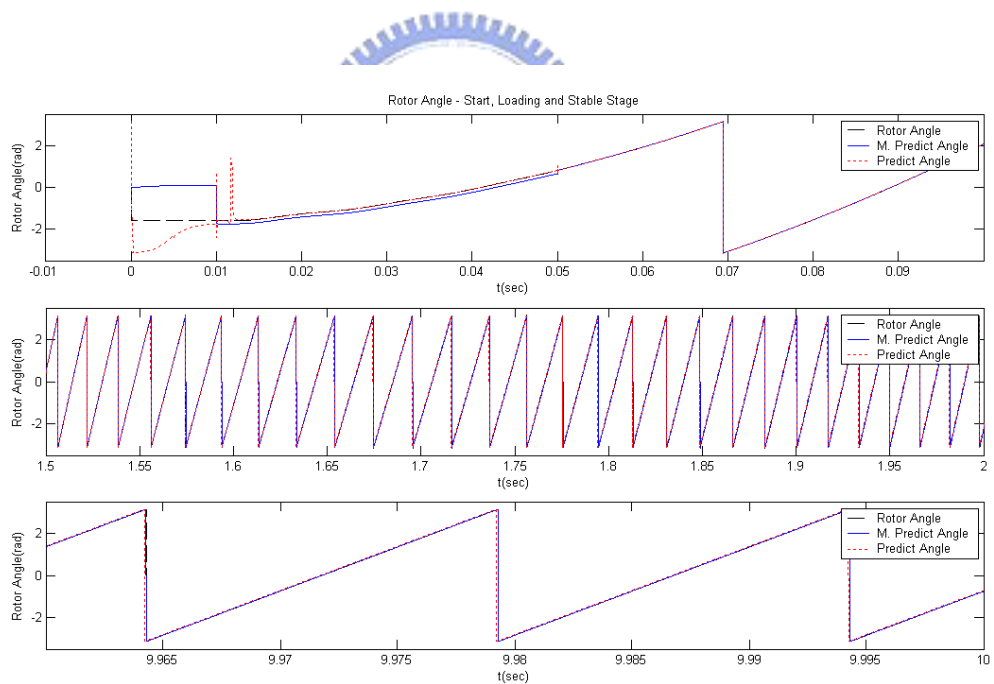 Rotor Angle - Start, Loading and Stable Stage
Rotor Angle(rad)
2
0
-2
Rotor Angle
M. Predict Angle
Predict Angle
-0.01 0 0.01 0.02 0.03 0.04 0.05 0.06 0.07 0.08 0.09
t(sec)
Rotor Angle(rad)
2
0
-2
Rotor Angle
M. Predict Angle
Predict Angle
1.5 1.55 1.6 1.65 1.7 1.75 1.8 1.85 1.9 1.95 2
t(sec)
Rotor Angle(rad)
2
0
-2
Rotor Angle
M. Predict Angle
Predict Angle
9.965 9.97 9.975 9.98 9.985 9.99 9.995 10
t(sec)